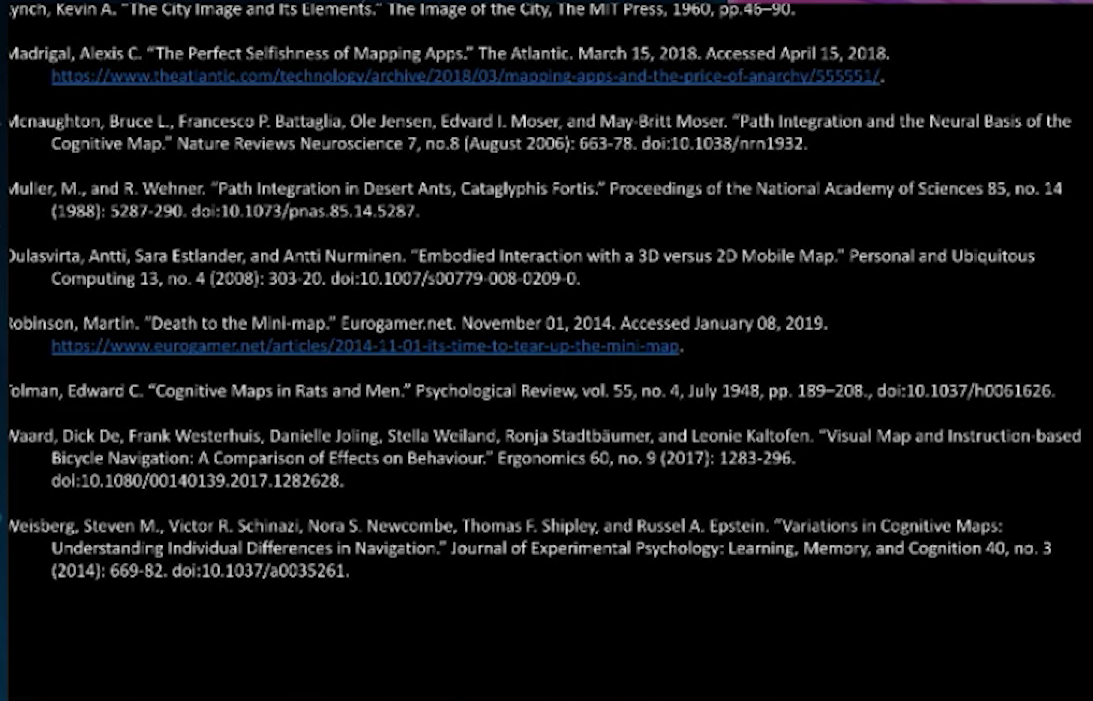 ynch, Kevin A. "The City Image and Its Elements." The Image of the City, The MIT Press, 1960, pp.46–90.
Madrigal, Alexis C. "The Perfect Selfishness of Mapping Apps." The Atlantic. March 15, 2018. Accessed April 15, 2018.
https://www.theatlantic.com/technology/archive/2018/03/mapping-apps-and-the-price-of-anarchy/555551/.
Mcnaughton, Bruce L., Francesco P. Battaglia, Ole Jensen, Edvard I. Moser, and May-Britt Moser. "Path Integration and the Neural Basis of the
Cognitive Map." Nature Reviews Neuroscience 7, no.8 (August 2006): 663-78. doi:10.1038/nrn1932.
Muller, M., and R. Wehner. "Path Integration in Desert Ants, Cataglyphis Fortis." Proceedings of the National Academy of Sciences 85, no. 14
(1988): 5287-290. doi:10.1073/pnas.85.14.5287.
Oulasvirta, Antti, Sara Estlander, and Antti Nurminen. "Embodied Interaction with a 3D versus 2D Mobile Map." Personal and Ubiquitous
Computing 13, no. 4 (2008): 303-20. doi:10.1007/s00779-008-0209-0.
Robinson, Martin. "Death to the Mini-map." Eurogamer.net. November 01, 2014. Accessed January 08, 2019.
https://www.eurogamer.net/articles/2014-11-01-its-time-to-tear-up-the-mini-map.
Tolman, Edward C. "Cognitive Maps in Rats and Men." Psychological Review, vol. 55, no. 4, July 1948, pp. 189–208., doi:10.1037/h0061626.
Waard, Dick De, Frank Westerhuis, Danielle Joling, Stella Weiland, Ronja Stadtbäumer, and Leonie Kaltofen. "Visual Map and Instruction-based
Bicycle Navigation: A Comparison of Effects on Behaviour." Ergonomics 60, no. 9 (2017): 1283-296.
doi:10.1080/00140139.2017.1282628.
Weisberg, Steven M., Victor R. Schinazi, Nora S. Newcombe, Thomas F. Shipley, and Russel A. Epstein. "Variations in Cognitive Maps:
Understanding Individual Differences in Navigation." Journal of Experimental Psychology: Learning, Memory, and Cognition 40, no. 3
(2014): 669-82. doi:10.1037/a0035261.